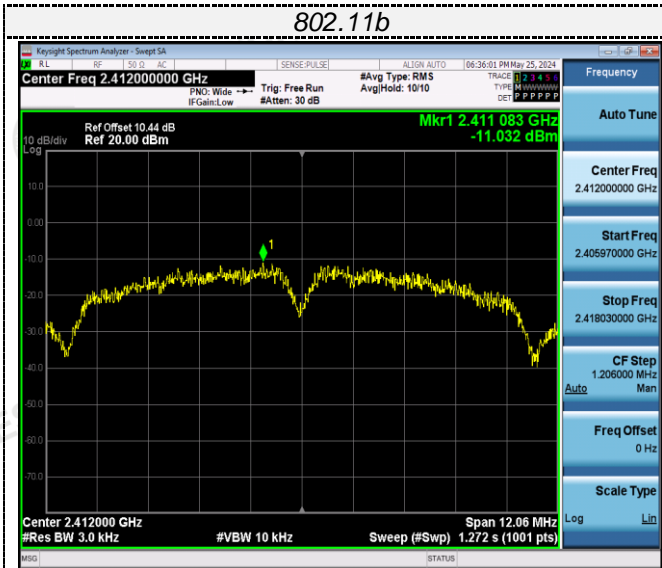 802.11b
Keysight Spectrum Analyzer - Swept SA
RL RF 50 Ω AC SENSE:PULSE ALIGN AUTO 06:36:01 PM May 25, 2024
Center Freq 2.412000000 GHz
PNO: Wide
IFGain:Low
Trig: Free Run
#Atten: 30 dB
#Avg Type: RMS
Avg|Hold: 10/10
TRACE 1 2 3 4 5 6
TYPE M WWWWW
DET P P P P P P
Ref Offset 10.44 dB
10 dB/div Ref 20.00 dBm
Log
Mkr1 2.411 083 GHz
-11.032 dBm
10.0
0.00
-10.0
-20.0
-30.0
-40.0
-50.0
-60.0
-70.0
1
Center 2.412000 GHz Span 12.06 MHz
#Res BW 3.0 kHz #VBW 10 kHz Sweep (#Swp) 1.272 s (1001 pts)
MSG STATUS
Frequency
Auto Tune
Center Freq
2.412000000 GHz
Start Freq
2.405970000 GHz
Stop Freq
2.418030000 GHz
CF Step
1.206000 MHz
Auto Man
Freq Offset
0 Hz
Scale Type
Log Lin